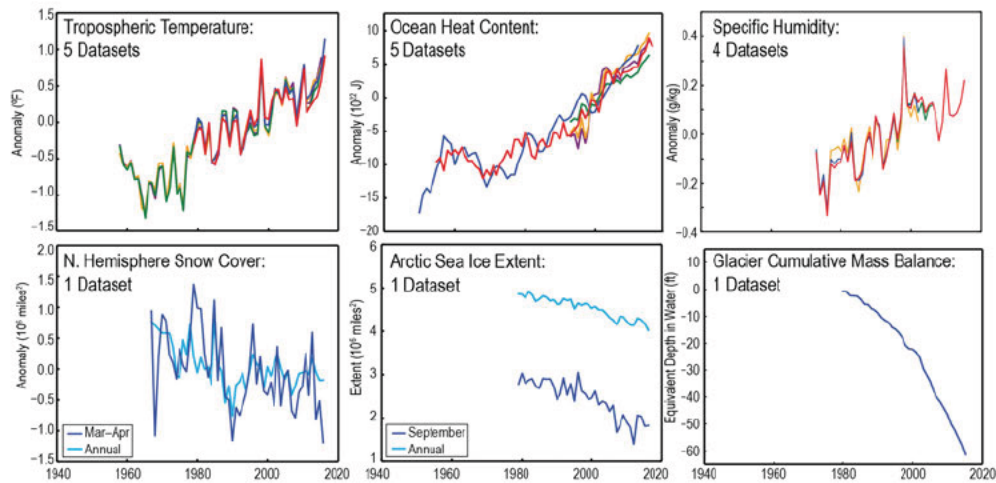 Tropospheric Temperature:
5 Datasets
Anomaly (°F)
1.5
1.0
0.5
0.0
−0.5
−1.0
−1.5
Ocean Heat Content:
5 Datasets
Anomaly (10²² J)
10
5
0
−5
−10
−15
−20
Specific Humidity:
4 Datasets
Anomaly (g/kg)
0.4
0.2
0.0
−0.2
−0.4
N. Hemisphere Snow Cover:
1 Dataset
Anomaly (10⁶ miles²)
2.0
1.5
1.0
0.5
0.0
−0.5
−1.0
−1.5
Mar–Apr
Annual
1940 1960 1980 2000 2020
Arctic Sea Ice Extent:
1 Dataset
Extent (10⁶ miles²)
6
5
4
3
2
1
September
Annual
1940 1960 1980 2000 2020
Glacier Cumulative Mass Balance:
1 Dataset
Equivalent Depth in Water (ft)
10
0
−10
−20
−30
−40
−50
−60
1940 1960 1980 2000 2020